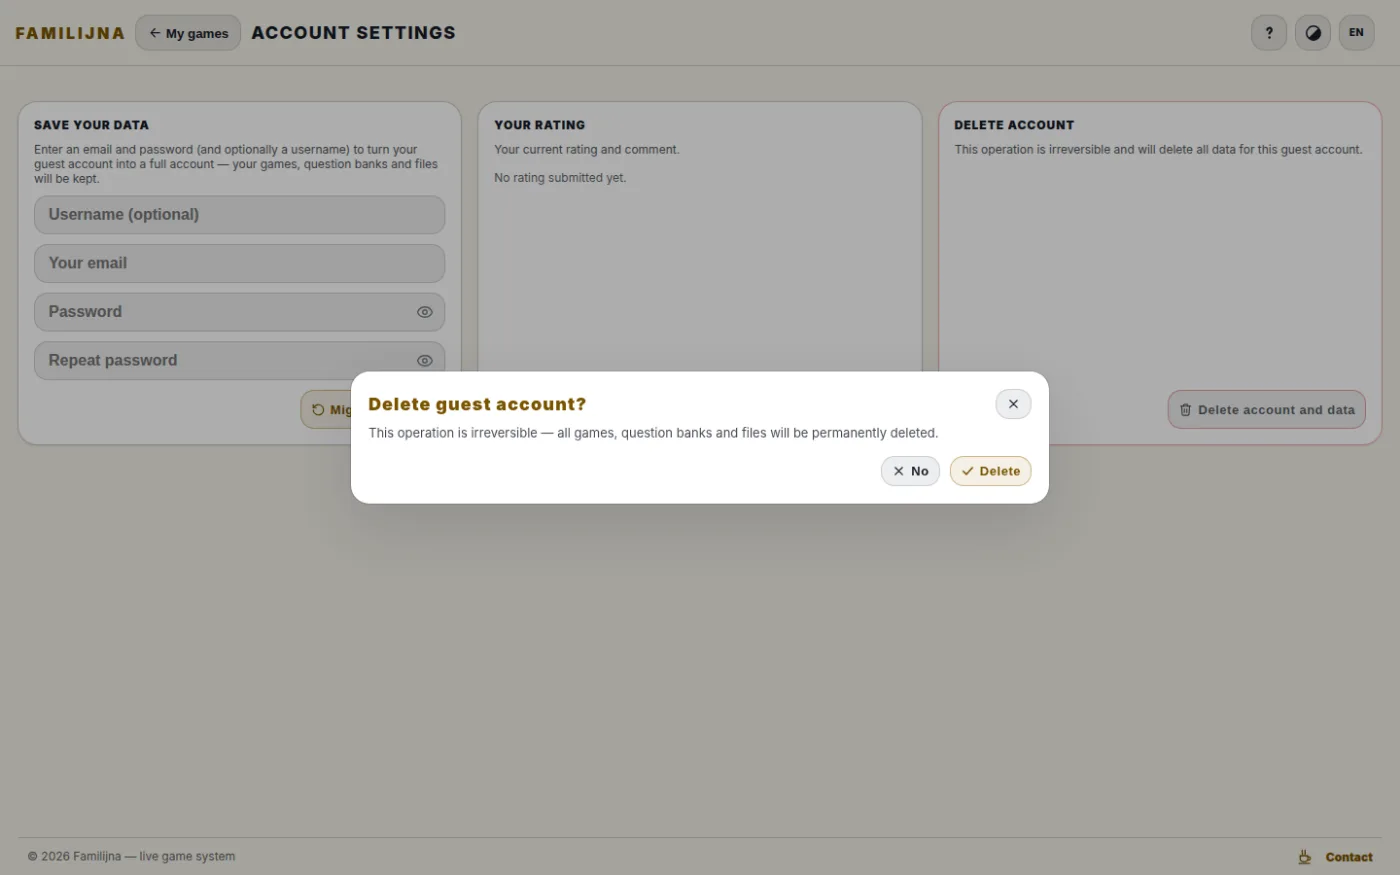 FAMILIJNA
My games
ACCOUNT SETTINGS
?
EN
SAVE YOUR DATA
Enter an email and password (and optionally a username) to turn your
guest account into a full account — your games, question banks and files
will be kept.
Username (optional)
Your email
Password
Repeat password
YOUR RATING
Your current rating and comment.
No rating submitted yet.
DELETE ACCOUNT
This operation is irreversible and will delete all data for this guest account.
Delete account and data
Delete guest account?
This operation is irreversible — all games, question banks and files will be permanently deleted.
No
Delete
© 2026 Familijna — live game system
Contact